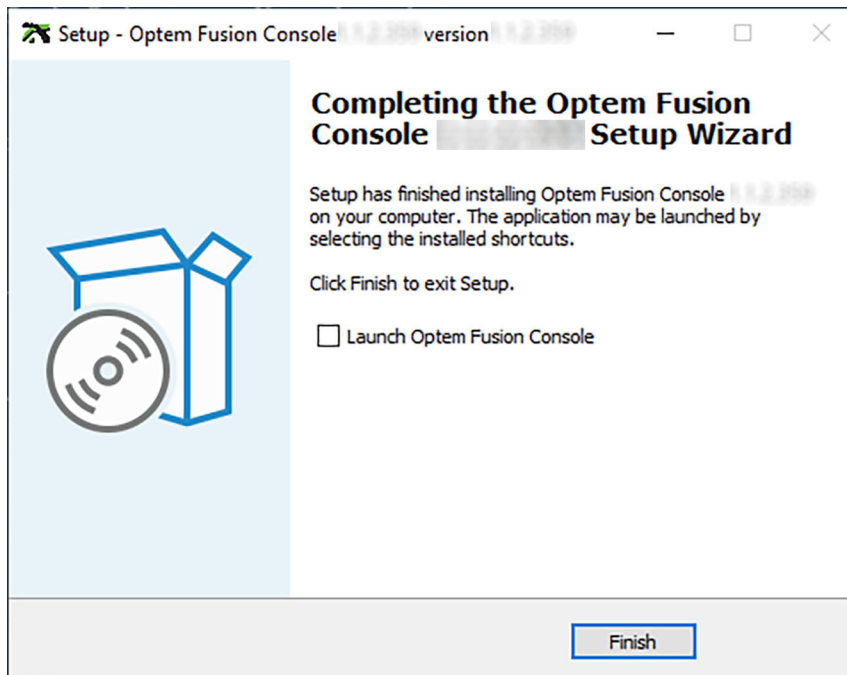 Setup - Optem Fusion Console version
Completing the Optem Fusion
Console Setup Wizard
Setup has finished installing Optem Fusion Console
on your computer. The application may be launched by
selecting the installed shortcuts.
Click Finish to exit Setup.
Launch Optem Fusion Console
Finish